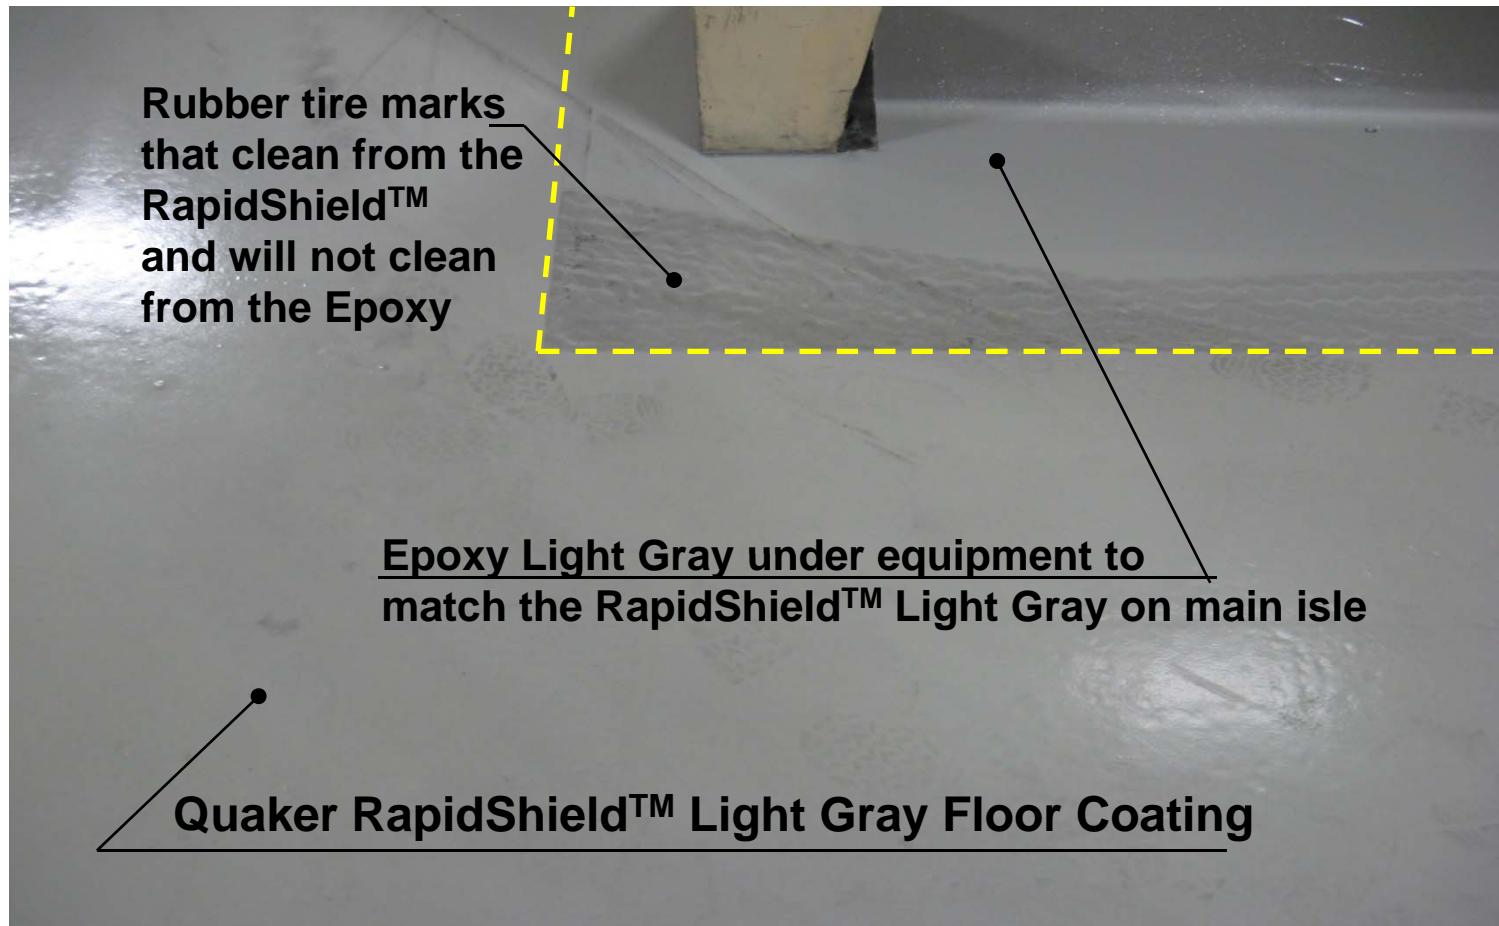 Rubber tire marks
that clean from the
RapidShield™
and will not clean
from the Epoxy
Epoxy Light Gray under equipment to
match the RapidShield™ Light Gray on main isle
Quaker RapidShield™ Light Gray Floor Coating